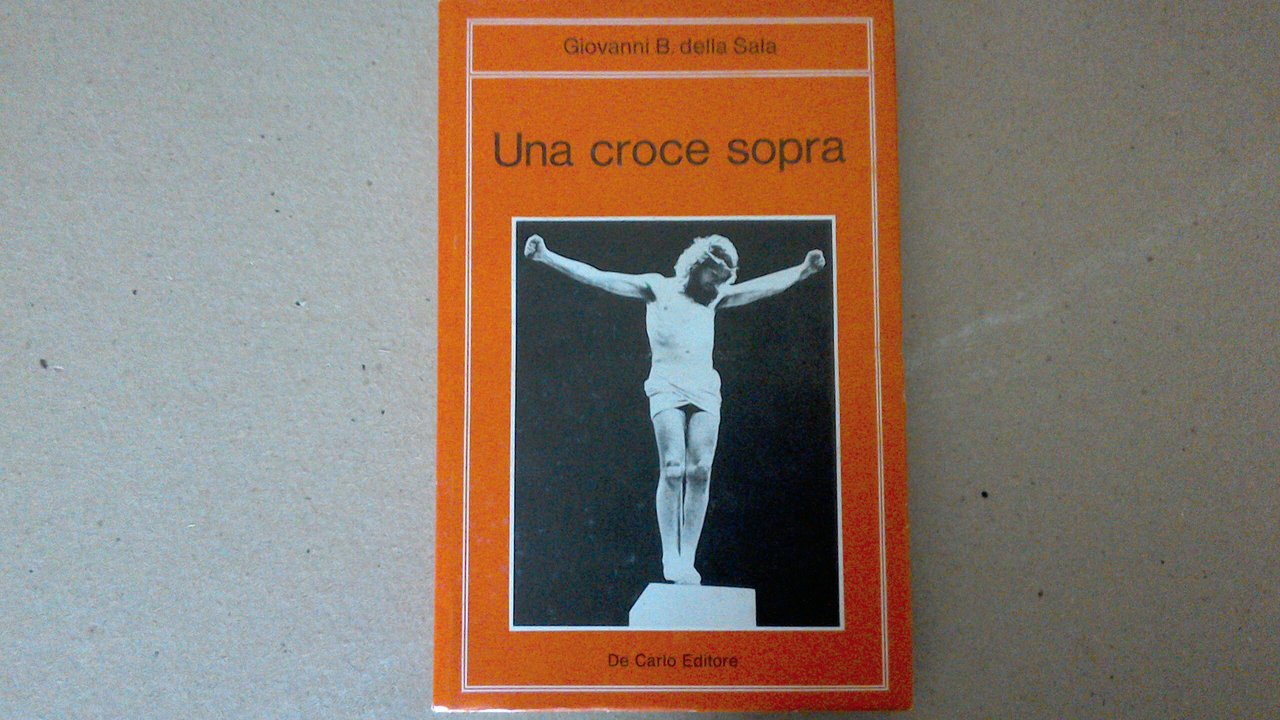 Giovanni B. della Sala
Una croce sopra
De Carlo Editore